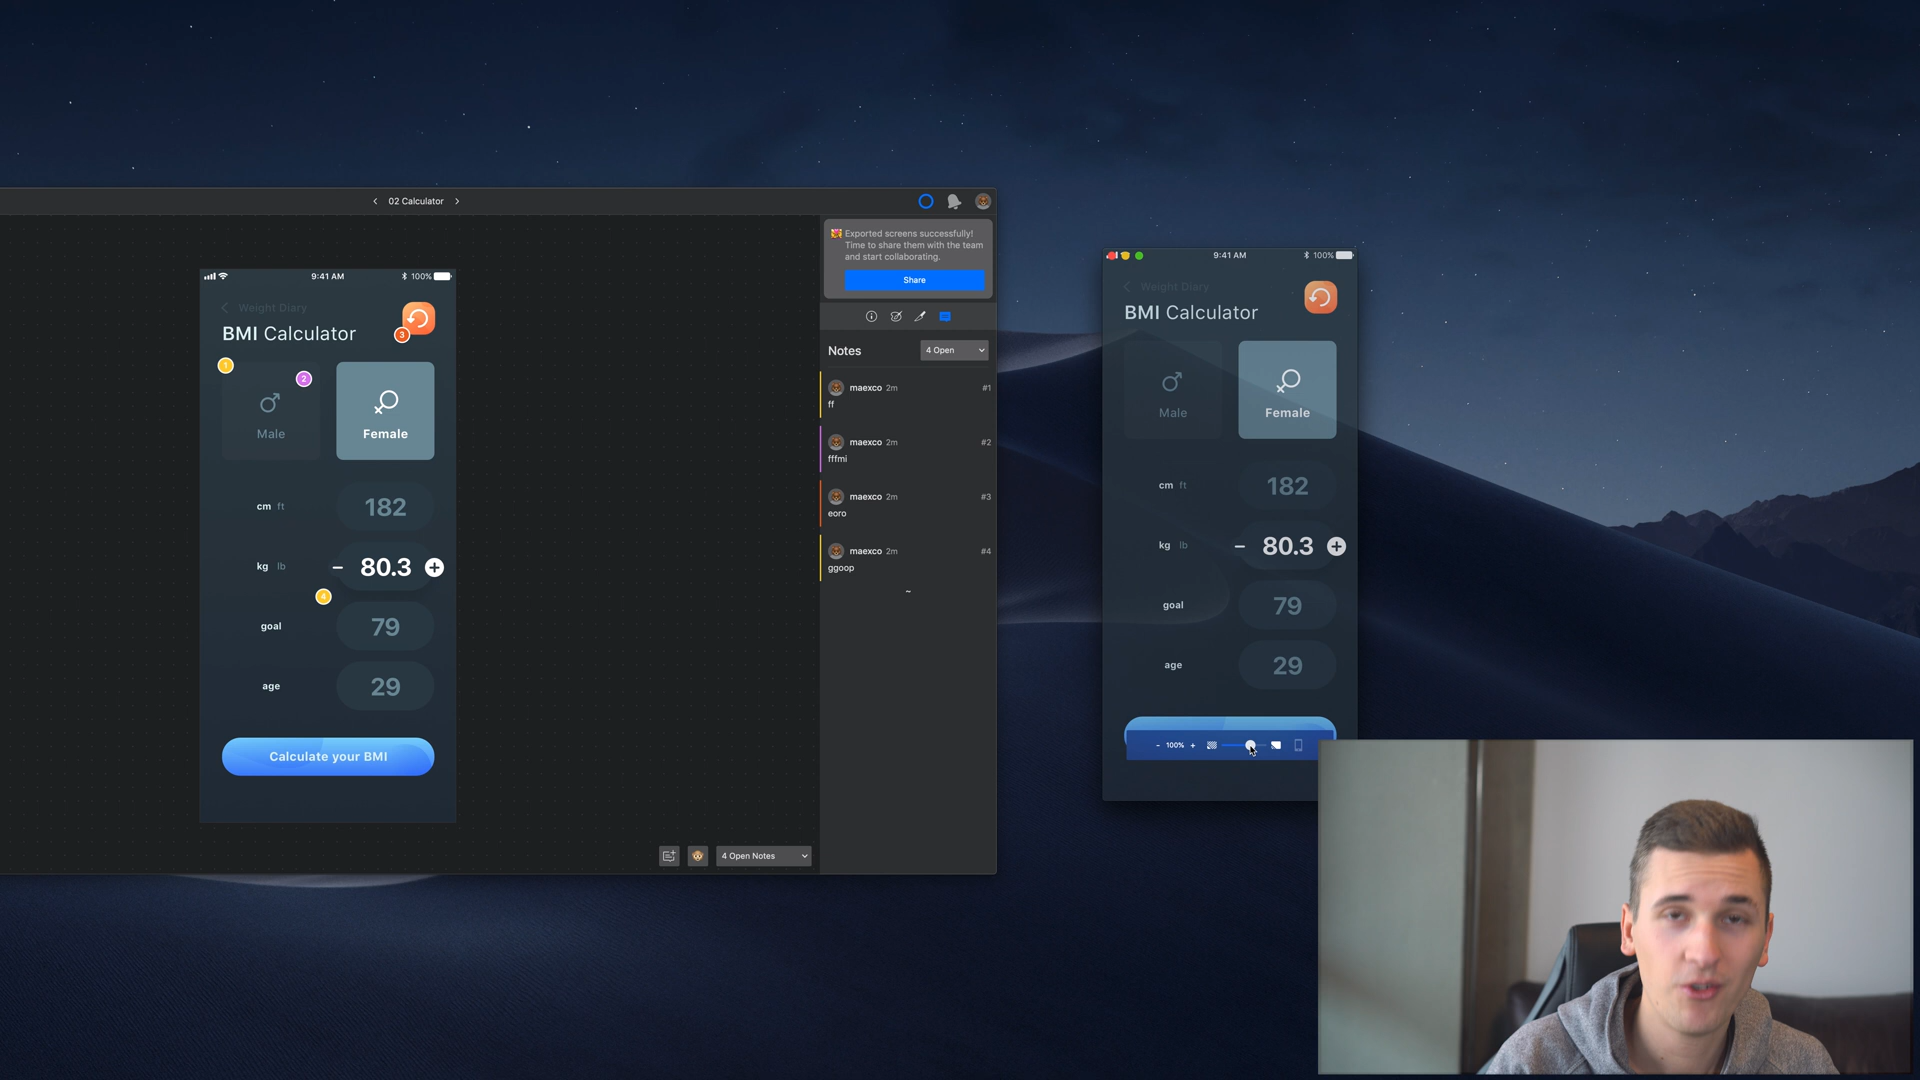 02 Calculator
Exported screens successfully!
Time to share them with the team
and start collaborating.
Share
Notes
4 Open
maexco 2m #1
ff
maexco 2m #2
fffmi
maexco 2m #3
eoro
maexco 2m #4
ggoop
~
4 Open Notes
9:41 AM 100%
Weight Diary
BMI Calculator
3
1
2
Male
Female
cm ft 182
kg lb − 80.3 +
4
goal 79
age 29
Calculate your BMI
9:41 AM 100%
Weight Diary
BMI Calculator
Male
Female
cm ft 182
kg lb − 80.3 +
goal 79
age 29
- 100% +